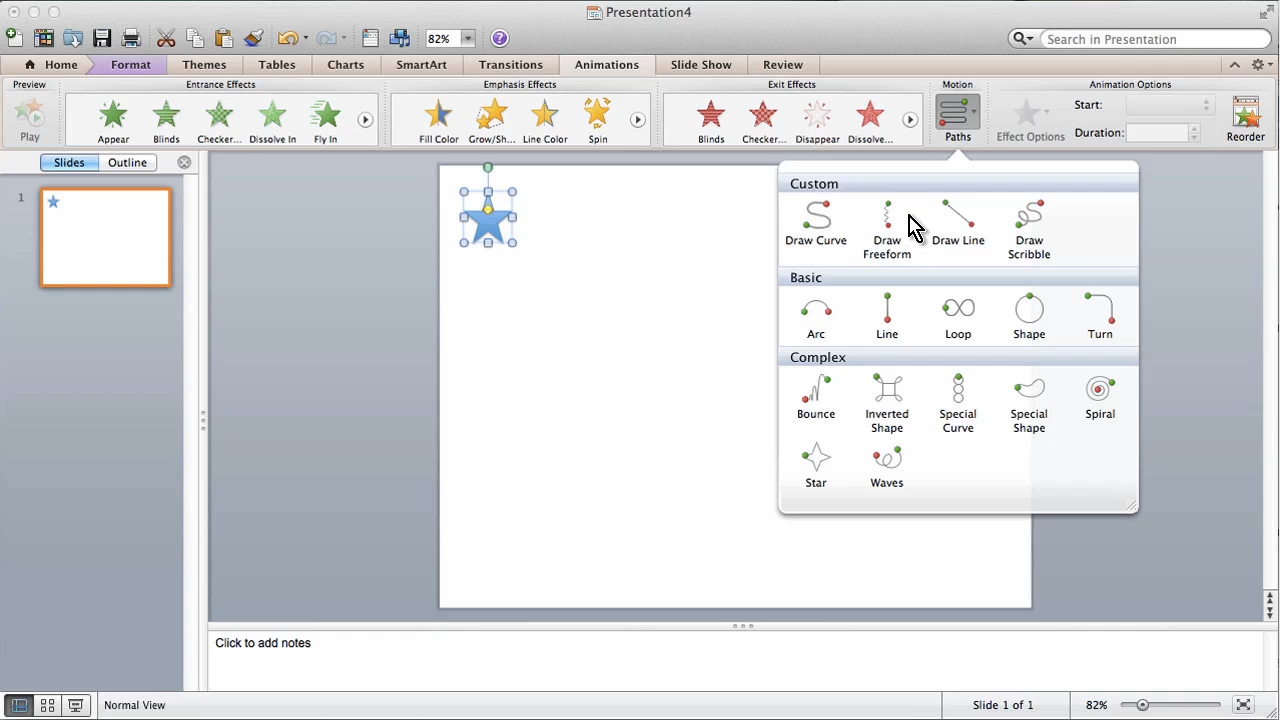 Presentation4
82%
Search in Presentation
Home Format Themes Tables Charts SmartArt Transitions Animations Slide Show Review
Preview Entrance Effects Emphasis Effects Exit Effects Motion Animation Options
Play Appear Blinds Checker... Dissolve In Fly In Fill Color Grow/Sh... Line Color Spin Blinds Checker... Disappear Dissolve... Paths Effect Options Start: Duration: Reorder
Slides Outline
1
Custom
Draw Curve Draw Freeform Draw Line Draw Scribble
Basic
Arc Line Loop Shape Turn
Complex
Bounce Inverted Shape Special Curve Special Shape Spiral
Star Waves
Click to add notes
Normal View Slide 1 of 1 82%